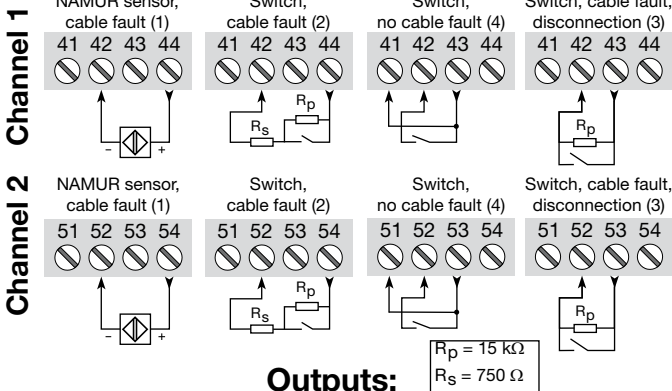 Channel 1
NAMUR sensor,
cable fault (1)
41 42 43 44
- +
Switch,
cable fault (2)
41 42 43 44
Rp
Rs
Switch,
no cable fault (4)
41 42 43 44
Switch, cable fault,
disconnection (3)
41 42 43 44
Rp
Channel 2
NAMUR sensor,
cable fault (1)
51 52 53 54
- +
Switch,
cable fault (2)
51 52 53 54
Rp
Rs
Switch,
no cable fault (4)
51 52 53 54
Switch, cable fault,
disconnection (3)
51 52 53 54
Rp
Outputs:
Rp = 15 kΩ
Rs = 750 Ω